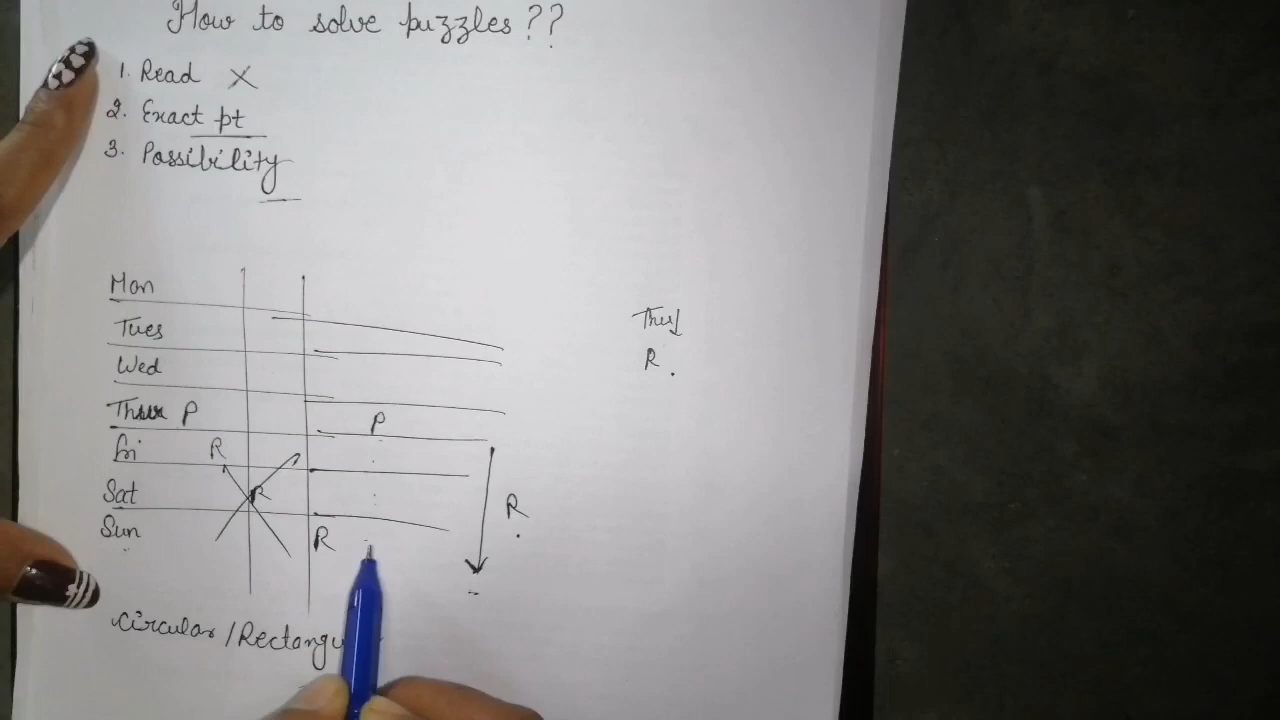 How to solve puzzles??
1. Read X
2. Exact pt
3. Possibility
Mon
Tues
Wed
Thur P P
Fri R
Sat R
Sun R
R
R.
Circular/Rectangu